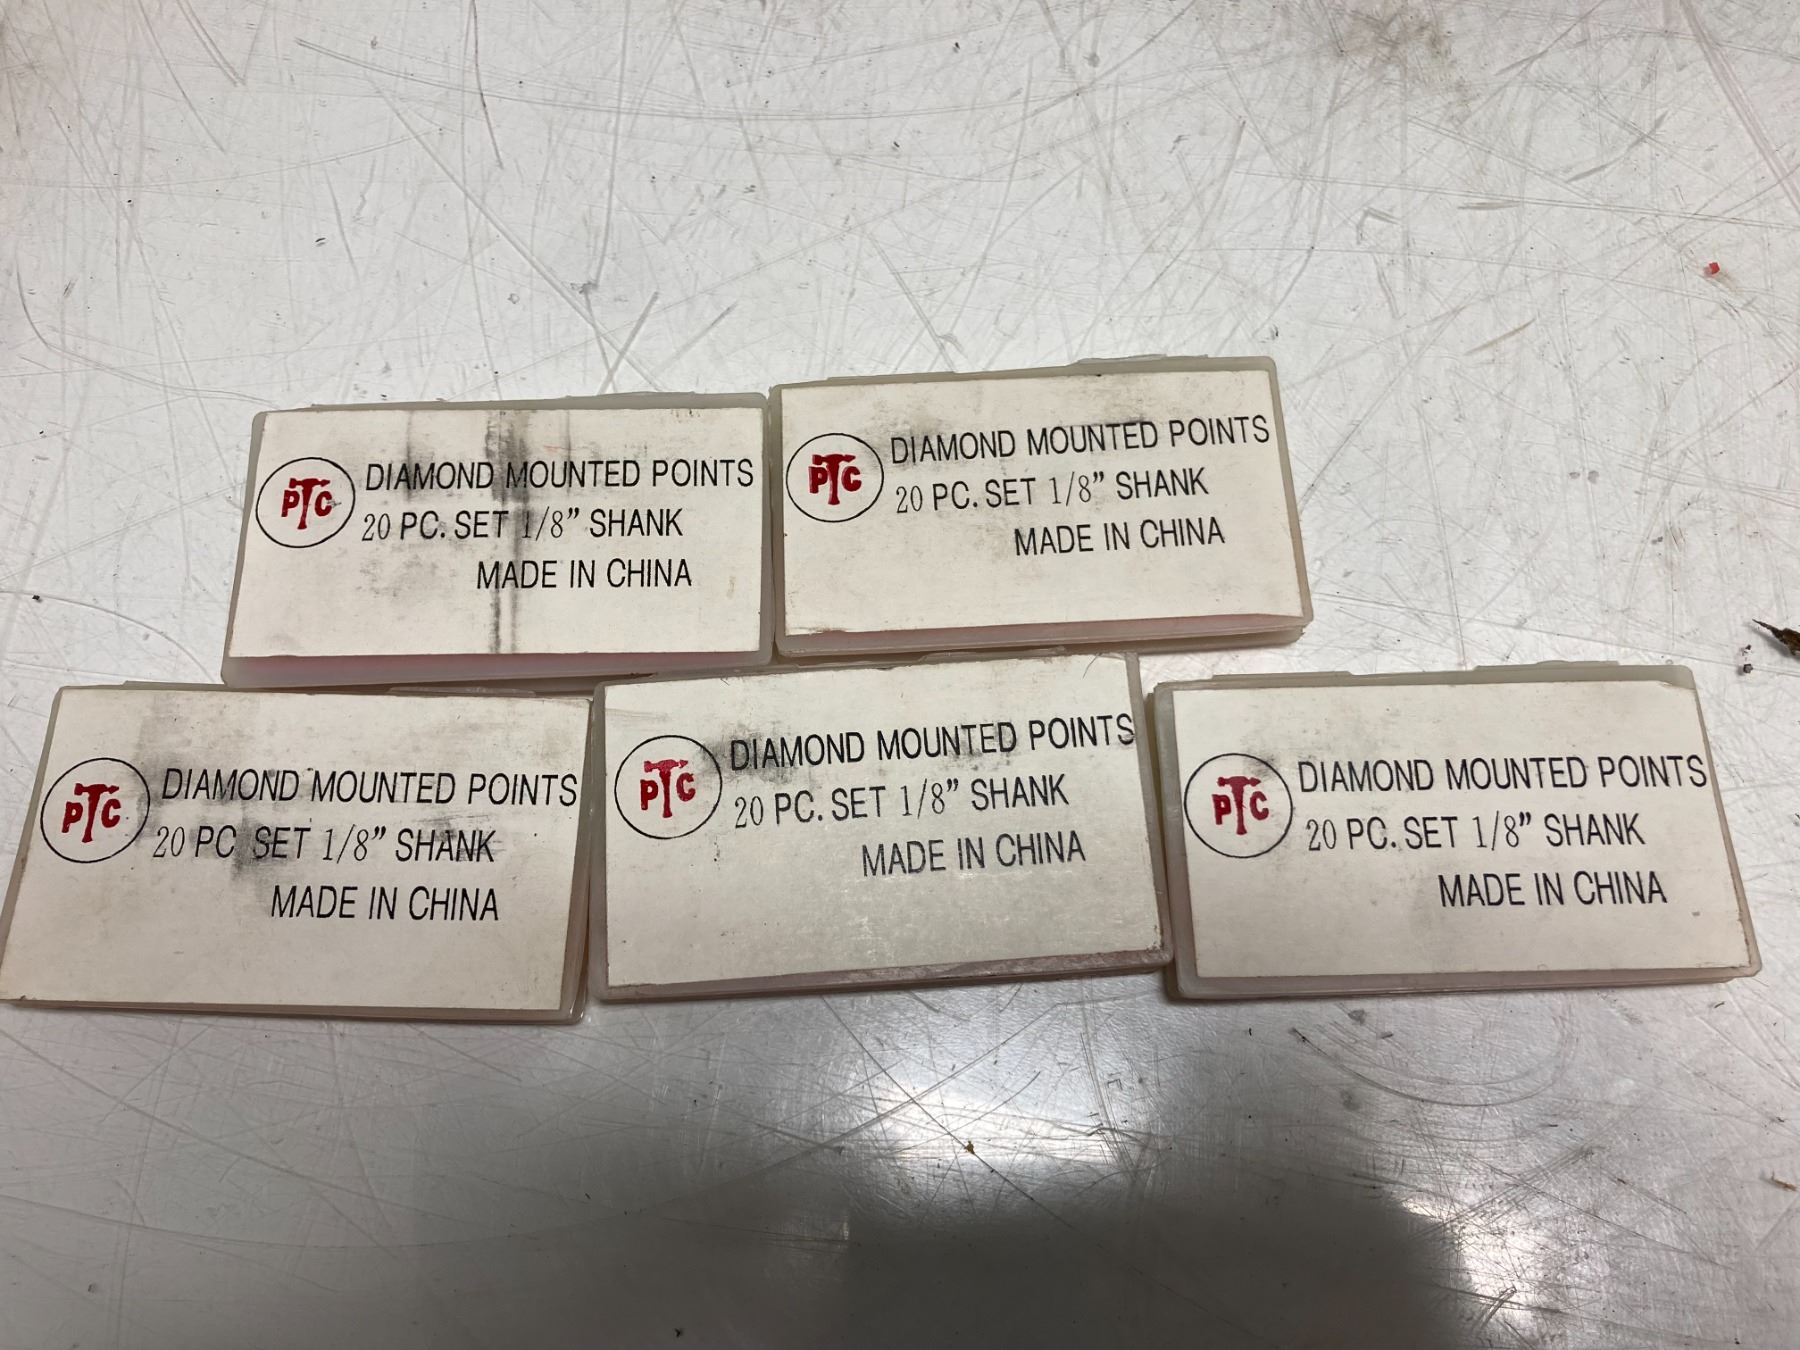 PTC
DIAMOND MOUNTED POINTS
20 PC. SET 1/8" SHANK
MADE IN CHINA
PTC
DIAMOND MOUNTED POINTS
20 PC. SET 1/8" SHANK
MADE IN CHINA
PTC
DIAMOND MOUNTED POINTS
20 PC SET 1/8" SHANK
MADE IN CHINA
PTC
DIAMOND MOUNTED POINTS
20 PC. SET 1/8" SHANK
MADE IN CHINA
PTC
DIAMOND MOUNTED POINTS
20 PC. SET 1/8" SHANK
MADE IN CHINA